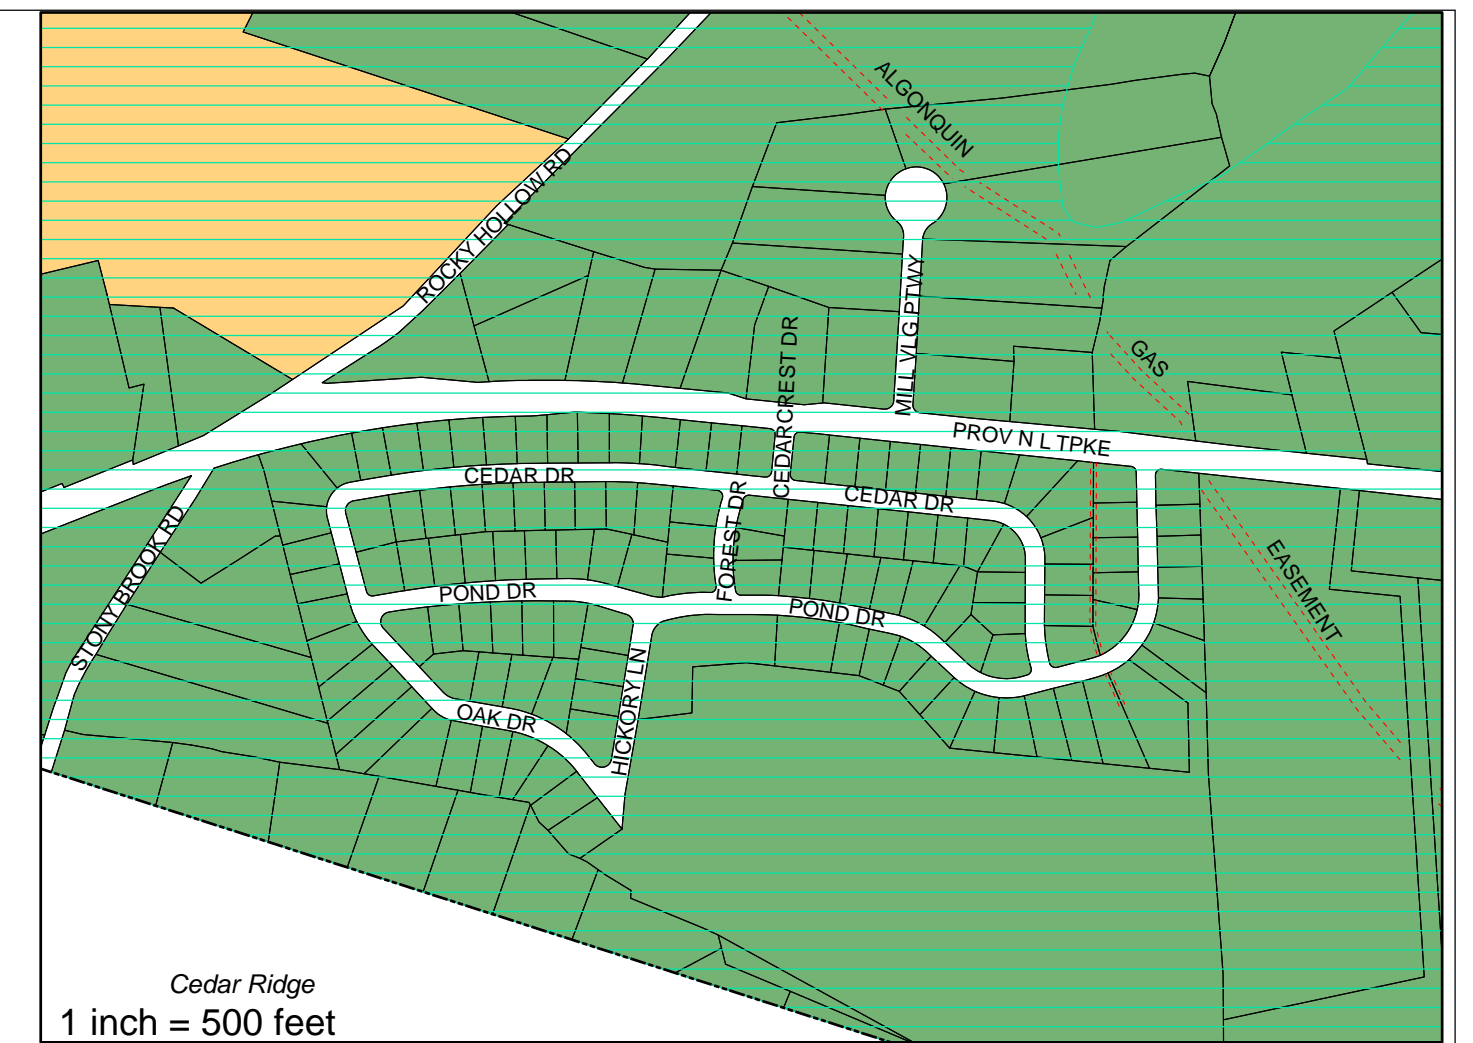 ALGONQUIN
ROCKY HOLLOW RD
MILL VLG PTWY
CEDARCREST DR
GAS
PROV N L TPKE
CEDAR DR
CEDAR DR
FOREST DR
STONY BROOK RD
EASEMENT
POND DR
POND DR
HICKORY LN
OAK DR
Cedar Ridge
1 inch = 500 feet